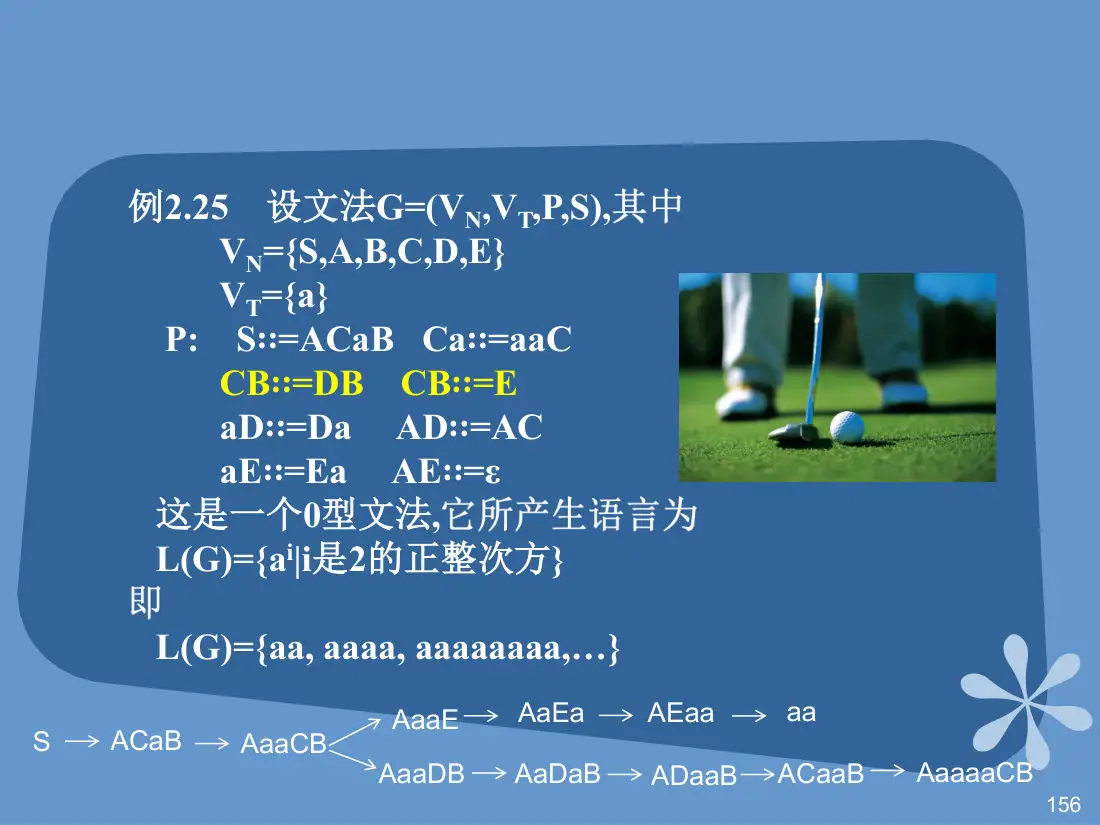 例2.25 设文法G=(VN,VT,P,S),其中
VN={S,A,B,C,D,E}
VT={a}
P: S∷=ACaB Ca∷=aaC
CB∷=DB CB∷=E
aD∷=Da AD∷=AC
aE∷=Ea AE∷=ε
这是一个0型文法,它所产生语言为
L(G)={aⁱ|i是2的正整次方}
即
L(G)={aa, aaaa, aaaaaaaa,…}
AaaE → AaEa → AEaa → aa
S → ACaB → AaaCB
AaaDB → AaDaB → ADaaB → ACaaB → AaaaaCB
156